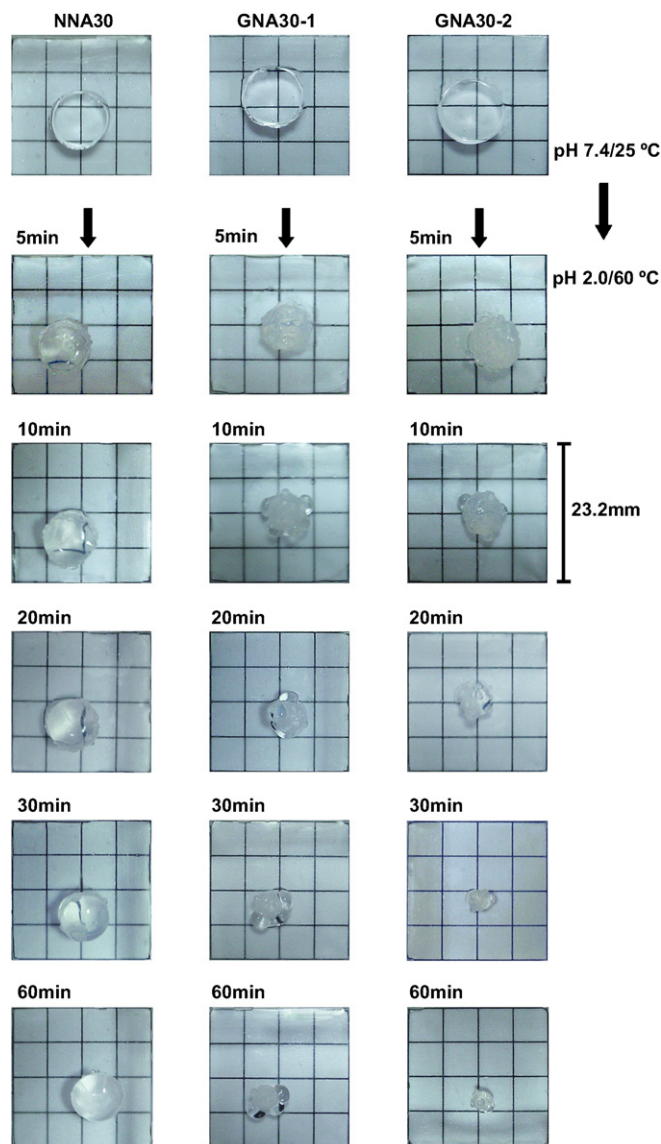 NNA30 GNA30-1 GNA30-2
pH 7.4/25 ºC
5min 5min 5min
pH 2.0/60 ºC
10min 10min 10min
23.2mm
20min 20min 20min
30min 30min 30min
60min 60min 60min